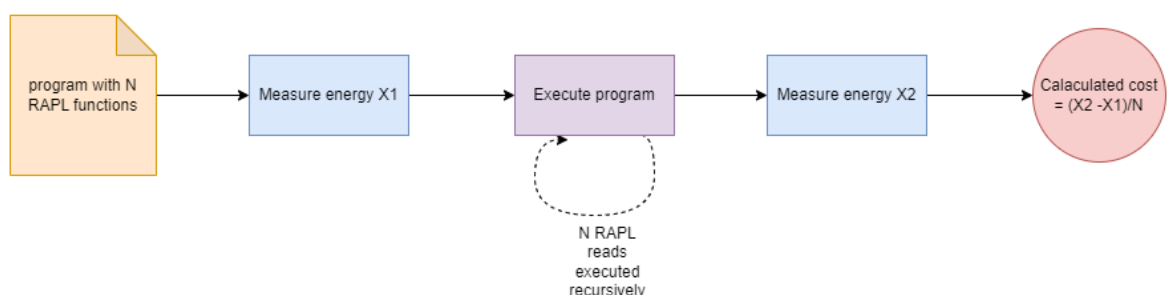 program with N
RAPL functions
Measure energy X1
Execute program
Measure energy X2
Calaculated cost
= (X2 -X1)/N
N RAPL
reads
executed
recursively